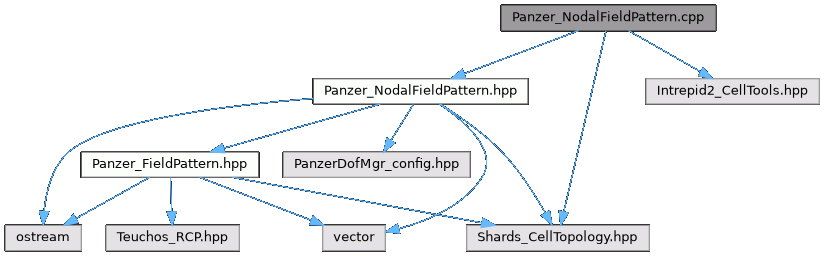 Panzer_NodalFieldPattern.cpp
Panzer_NodalFieldPattern.hpp
Intrepid2_CellTools.hpp
Panzer_FieldPattern.hpp
PanzerDofMgr_config.hpp
ostream
Teuchos_RCP.hpp
vector
Shards_CellTopology.hpp